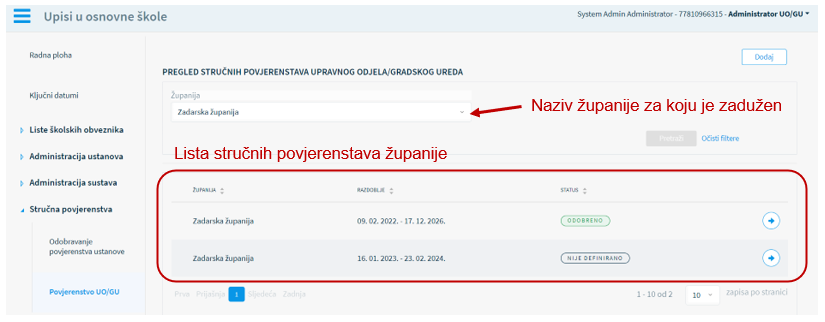 Upisi u osnovne škole
System Admin Administrator - 77810966315 - Administrator UO/GU
Radna ploha
Ključni datumi
Liste školskih obveznika
Administracija ustanova
Administracija sustava
Stručna povjerenstva
Odobravanje
povjerenstva ustanove
Povjerenstvo UO/GU
Dodaj
PREGLED STRUČNIH POVJERENSTAVA UPRAVNOG ODJELA/GRADSKOG UREDA
Županija
Zadarska županija
Naziv županije za koju je zadužen
Pretraži
Očisti filtere
Lista stručnih povjerenstava županije
ŽUPANIJA
RAZDOBLJE
STATUS
Zadarska županija
09. 02. 2022. - 17. 12. 2026.
ODOBRENO
Zadarska županija
16. 01. 2023. - 23. 02. 2024.
NIJE DEFINIRANO
Prva Prijašnja 1 Sljedeća Zadnja
1 - 10 od 2
10
zapisa po stranici